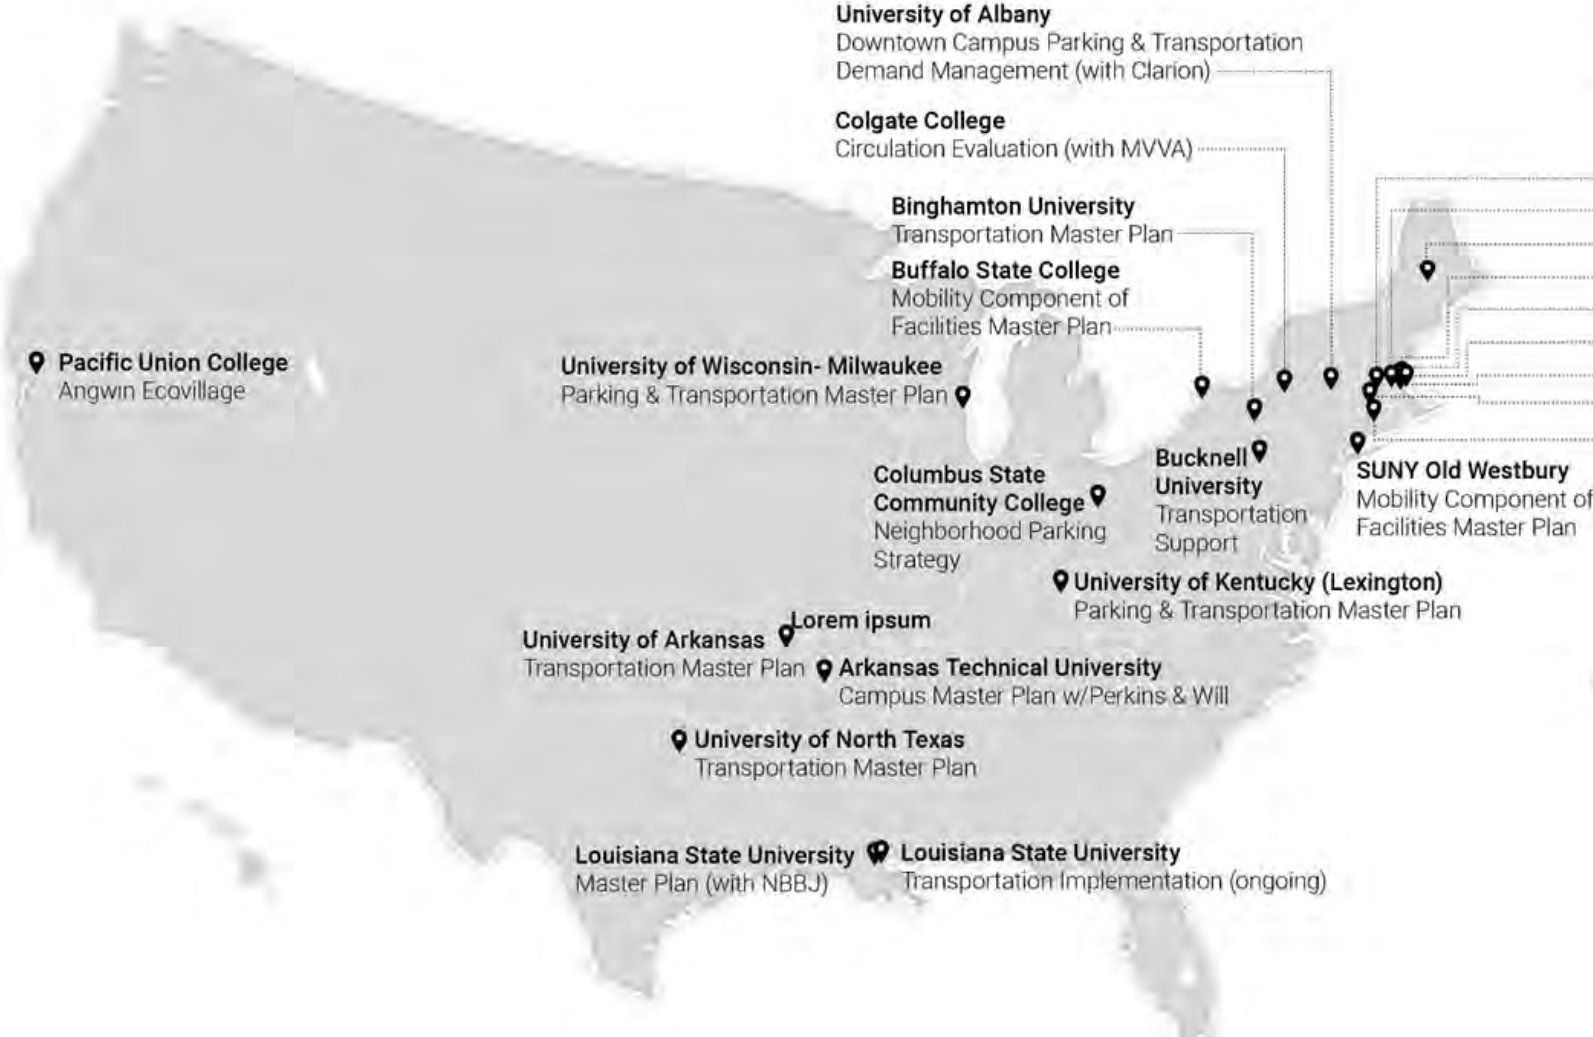 University of Albany
Downtown Campus Parking & Transportation
Demand Management (with Clarion)
Colgate College
Circulation Evaluation (with MVVA)
Binghamton University
Transportation Master Plan
Buffalo State College
Mobility Component of
Facilities Master Plan
Pacific Union College
Angwin Ecovillage
University of Wisconsin- Milwaukee
Parking & Transportation Master Plan
Columbus State
Community College
Neighborhood Parking
Strategy
Bucknell
University
Transportation
Support
SUNY Old Westbury
Mobility Component of
Facilities Master Plan
University of Kentucky (Lexington)
Parking & Transportation Master Plan
Lorem ipsum
University of Arkansas
Transportation Master Plan
Arkansas Technical University
Campus Master Plan w/Perkins & Will
University of North Texas
Transportation Master Plan
Louisiana State University
Master Plan (with NBBJ)
Louisiana State University
Transportation Implementation (ongoing)